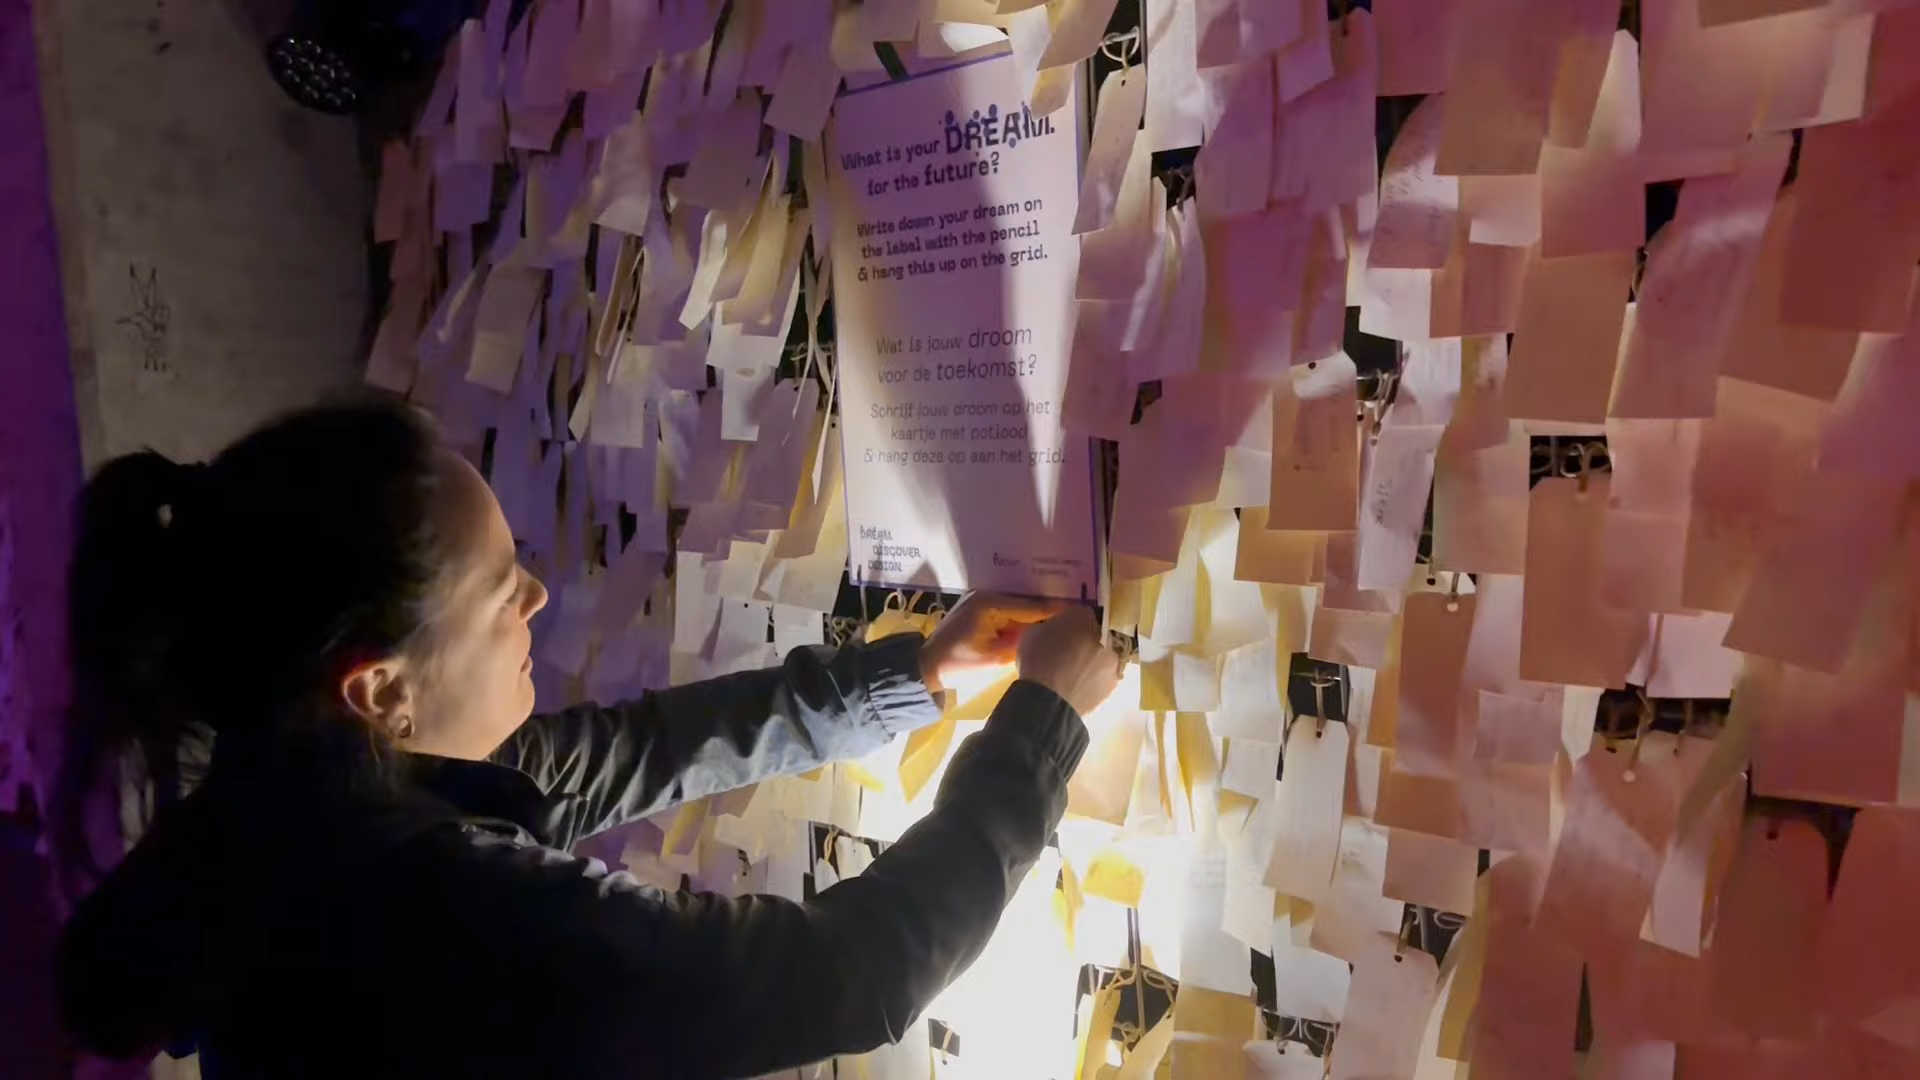 What is your DREAM.
for the future?
Write down your dream on
the label with the pencil
& hang this up on the grid.
Wat is jouw droom
voor de toekomst?
Schrijf jouw droom op het
kaartje met potlood
& hang deze op aan het grid.
DREAM.
DISCOVER
DESIGN